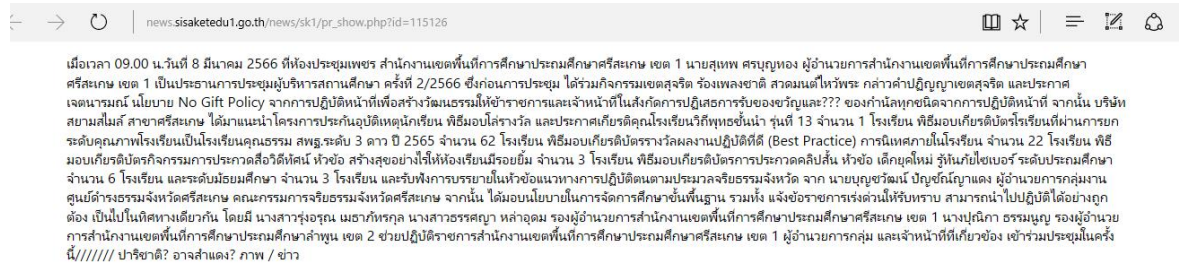 news.sisaketedu1.go.th/news/sk1/pr_show.php?id=115126
เมื่อเวลา 09.00 น.วันที่ 8 มีนาคม 2566 ที่ห้องประชุมเพชร สำนักงานเขตพื้นที่การศึกษาประถมศึกษาศรีสะเกษ เขต 1 นายสุเทพ ศรบุญทอง ผู้อำนวยการสำนักงานเขตพื้นที่การศึกษาประถมศึกษา
ศรีสะเกษ เขต 1 เป็นประธานการประชุมผู้บริหารสถานศึกษา ครั้งที่ 2/2566 ซึ่งก่อนการประชุม ได้ร่วมกิจกรรมเขตสุจริต ร้องเพลงชาติ สวดมนต์ไหว้พระ กล่าวคำปฏิญญาเขตสุจริต และประกาศ
เจตนารมณ์ นโยบาย No Gift Policy จากการปฏิบัติหน้าที่เพื่อสร้างวัฒนธรรมให้ข้าราชการและเจ้าหน้าที่ในสังกัดการปฏิเสธการรับของขวัญและ??? ของกำนัลทุกชนิดจากการปฏิบัติหน้าที่ จากนั้น บริษัท
สยามสไมล์ สาขาศรีสะเกษ ได้มาแนะนำโครงการประกันอุบัติเหตุนักเรียน พิธีมอบโล่รางวัล และประกาศเกียรติคุณโรงเรียนวิถีพุทธชั้นนำ รุ่นที่ 13 จำนวน 1 โรงเรียน พิธีมอบเกียรติบัตรโรงเรียนที่ผ่านการยก
ระดับคุณภาพโรงเรียนเป็นโรงเรียนคุณธรรม สพฐ.ระดับ 3 ดาว ปี 2565 จำนวน 62 โรงเรียน พิธีมอบเกียรติบัตรรางวัลผลงานปฏิบัติที่ดี (Best Practice) การนิเทศภายในโรงเรียน จำนวน 22 โรงเรียน พิธี
มอบเกียรติบัตรกิจกรรมการประกวดสื่อวิดีทัศน์ หัวข้อ สร้างสุขอย่างไรให้ห้องเรียนมีรอยยิ้ม จำนวน 3 โรงเรียน พิธีมอบเกียรติบัตรการประกวดคลิปสั้น หัวข้อ เด็กยุคใหม่ รู้ทันภัยไซเบอร์ ระดับประถมศึกษา
จำนวน 6 โรงเรียน และระดับมัธยมศึกษา จำนวน 3 โรงเรียน และรับฟังการบรรยายในหัวข้อแนวทางการปฏิบัติตนตามประมวลจริยธรรมจังหวัด จาก นายบุญชวัฒน์ ปัญช์ณัญาแดง ผู้อำนวยการกลุ่มงาน
ศูนย์ดำรงธรรมจังหวัดศรีสะเกษ คณะกรรมการจริยธรรมจังหวัดศรีสะเกษ จากนั้น ได้มอบนโยบายในการจัดการศึกษาขั้นพื้นฐาน รวมทั้ง แจ้งข้อราชการเร่งด่วนให้รับทราบ สามารถนำไปปฏิบัติได้อย่างถูก
ต้อง เป็นไปในทิศทางเดียวกัน โดยมี นางสาวรุ่งอรุณ เมธาภัทรกุล นางสาวธรรศญา หล่าอุดม รองผู้อำนวยการสำนักงานเขตพื้นที่การศึกษาประถมศึกษาศรีสะเกษ เขต 1 นางปุณิกา ธรรมนูญ รองผู้อำนวย
การสำนักงานเขตพื้นที่การศึกษาประถมศึกษาลำพูน เขต 2 ช่วยปฏิบัติราชการสำนักงานเขตพื้นที่การศึกษาประถมศึกษาศรีสะเกษ เขต 1 ผู้อำนวยการกลุ่ม และเจ้าหน้าที่ที่เกี่ยวข้อง เข้าร่วมประชุมในครั้ง
นี้/////// ปาริชาติ? อาจสำแดง? ภาพ / ข่าว